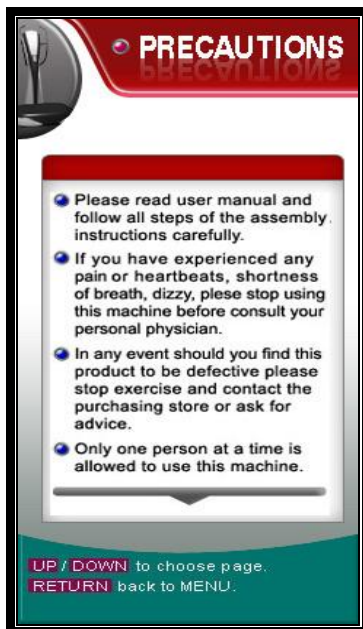 PRECAUTIONS
Please read user manual and
follow all steps of the assembly.
instructions carefully.
If you have experienced any
pain or heartbeats, shortness
of breath, dizzy, plese stop using
this machine before consult your
personal physician.
In any event should you find this
product to be defective please
stop exercise and contact the
purchasing store or ask for
advice.
Only one person at a time is
allowed to use this machine.
UP / DOWN to choose page.
RETURN back to MENU.